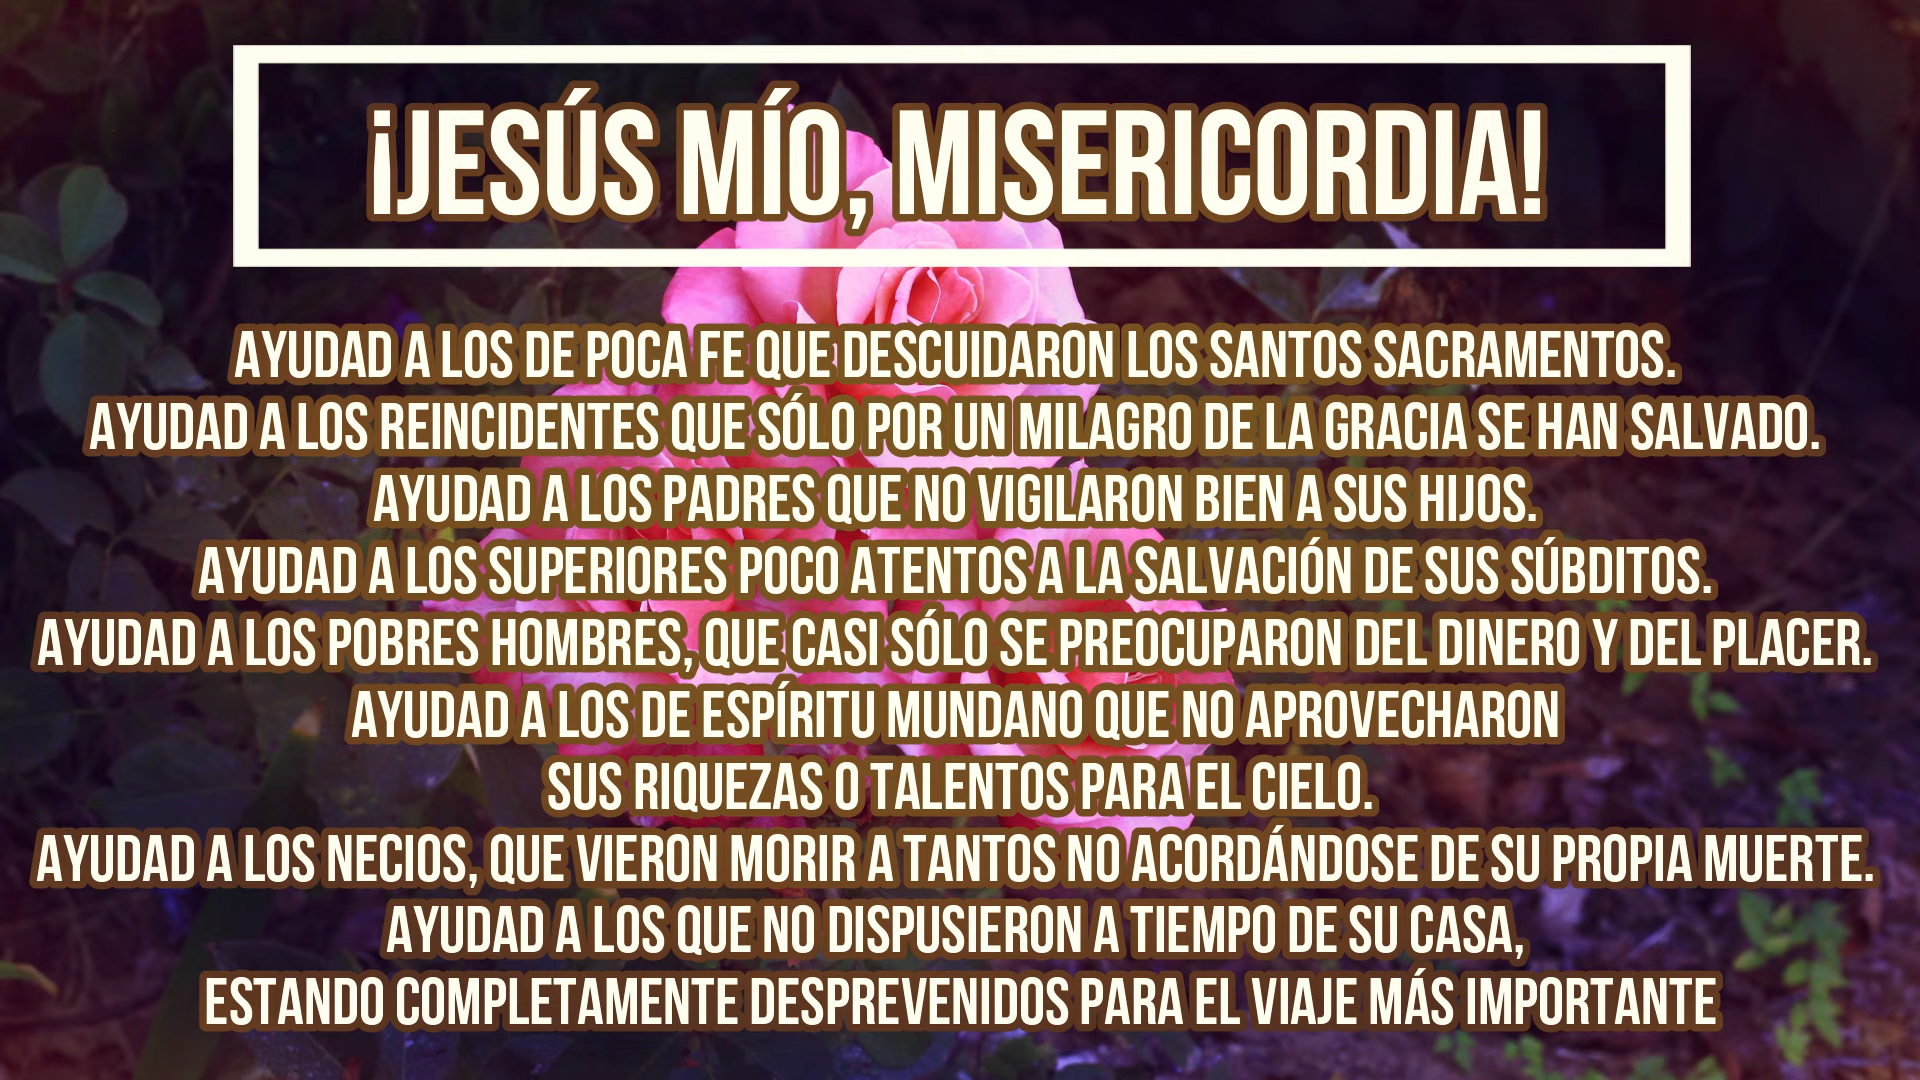 ¡JESÚS MÍO, MISERICORDIA!
AYUDAD A LOS DE POCA FE QUE DESCUIDARON LOS SANTOS SACRAMENTOS.
AYUDAD A LOS REINCIDENTES QUE SÓLO POR UN MILAGRO DE LA GRACIA SE HAN SALVADO.
AYUDAD A LOS PADRES QUE NO VIGILARON BIEN A SUS HIJOS.
AYUDAD A LOS SUPERIORES POCO ATENTOS A LA SALVACIÓN DE SUS SÚBDITOS.
AYUDAD A LOS POBRES HOMBRES, QUE CASI SÓLO SE PREOCUPARON DEL DINERO Y DEL PLACER.
AYUDAD A LOS DE ESPÍRITU MUNDANO QUE NO APROVECHARON
SUS RIQUEZAS O TALENTOS PARA EL CIELO.
AYUDAD A LOS NECIOS, QUE VIERON MORIR A TANTOS NO ACORDÁNDOSE DE SU PROPIA MUERTE.
AYUDAD A LOS QUE NO DISPUSIERON A TIEMPO DE SU CASA,
ESTANDO COMPLETAMENTE DESPREVENIDOS PARA EL VIAJE MÁS IMPORTANTE